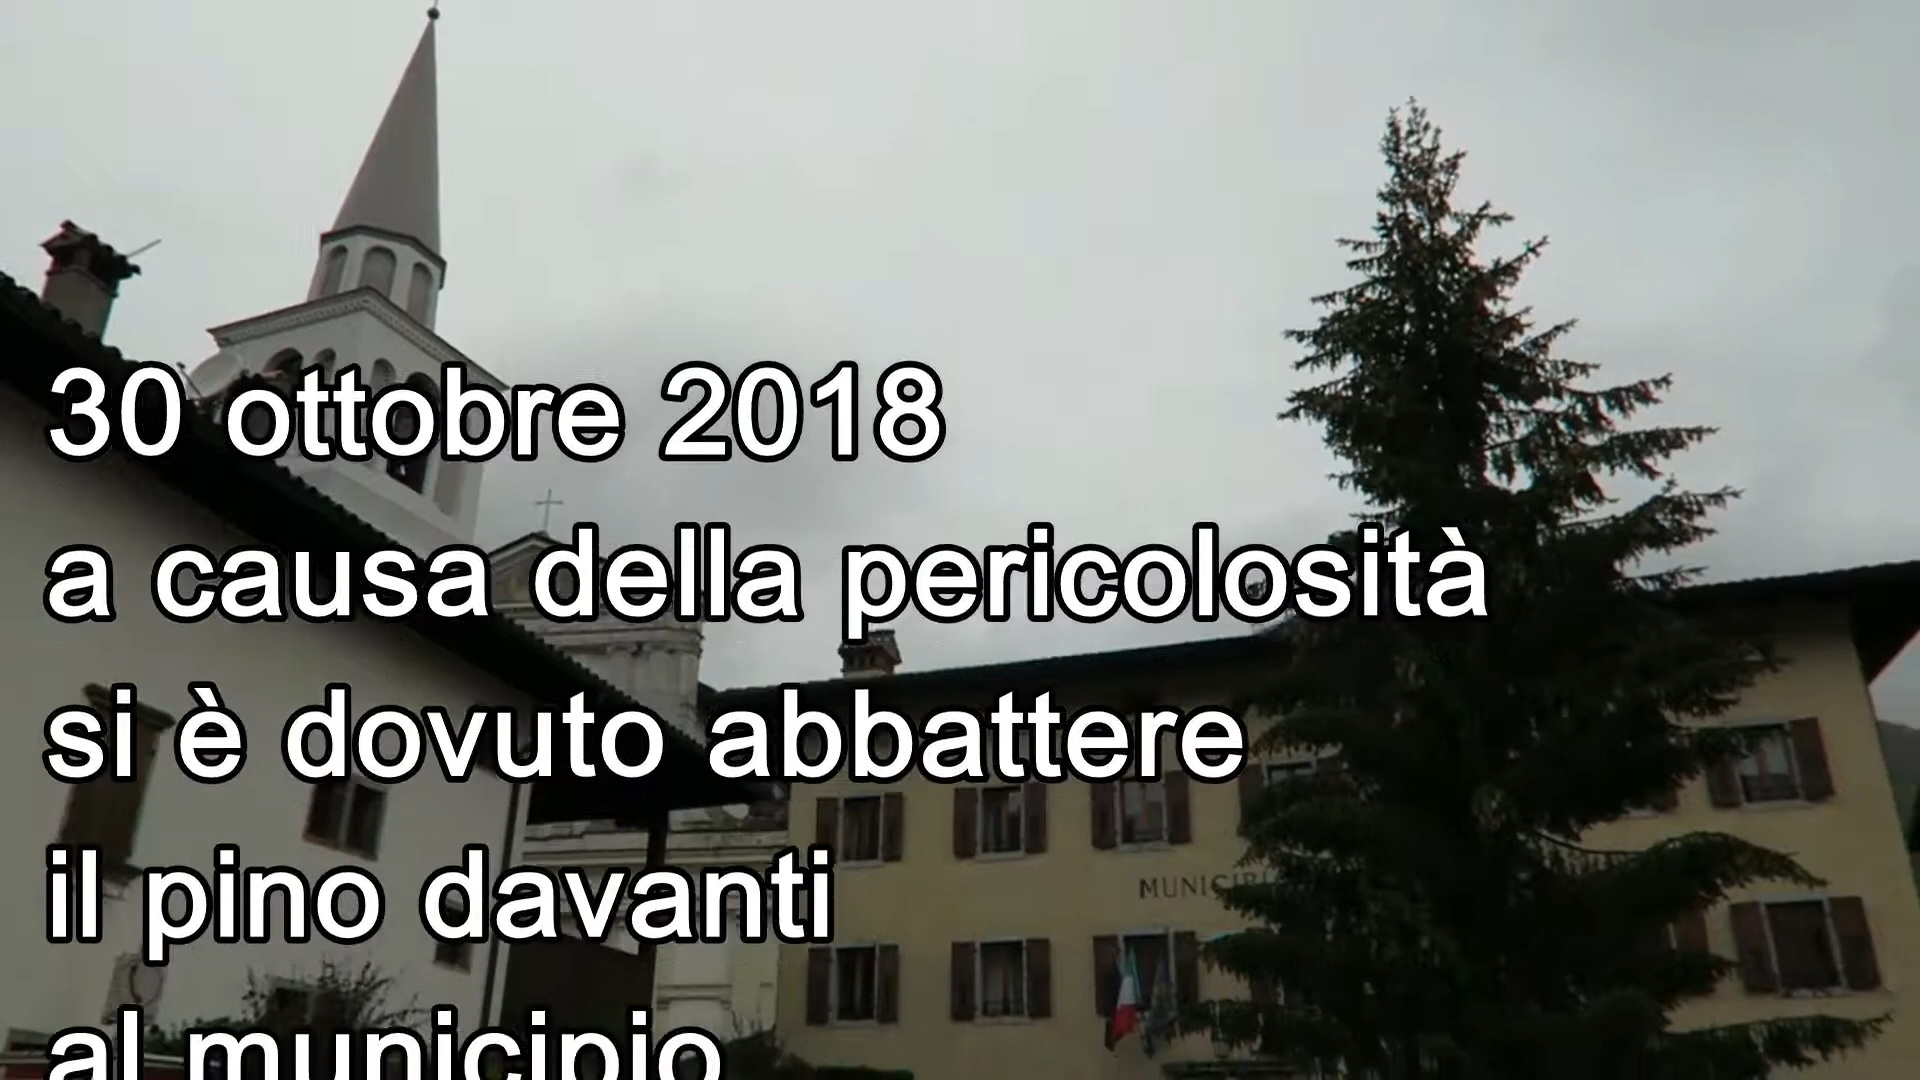 30 ottobre 2018
a causa della pericolosità
si è dovuto abbattere
il pino davanti
al municipio